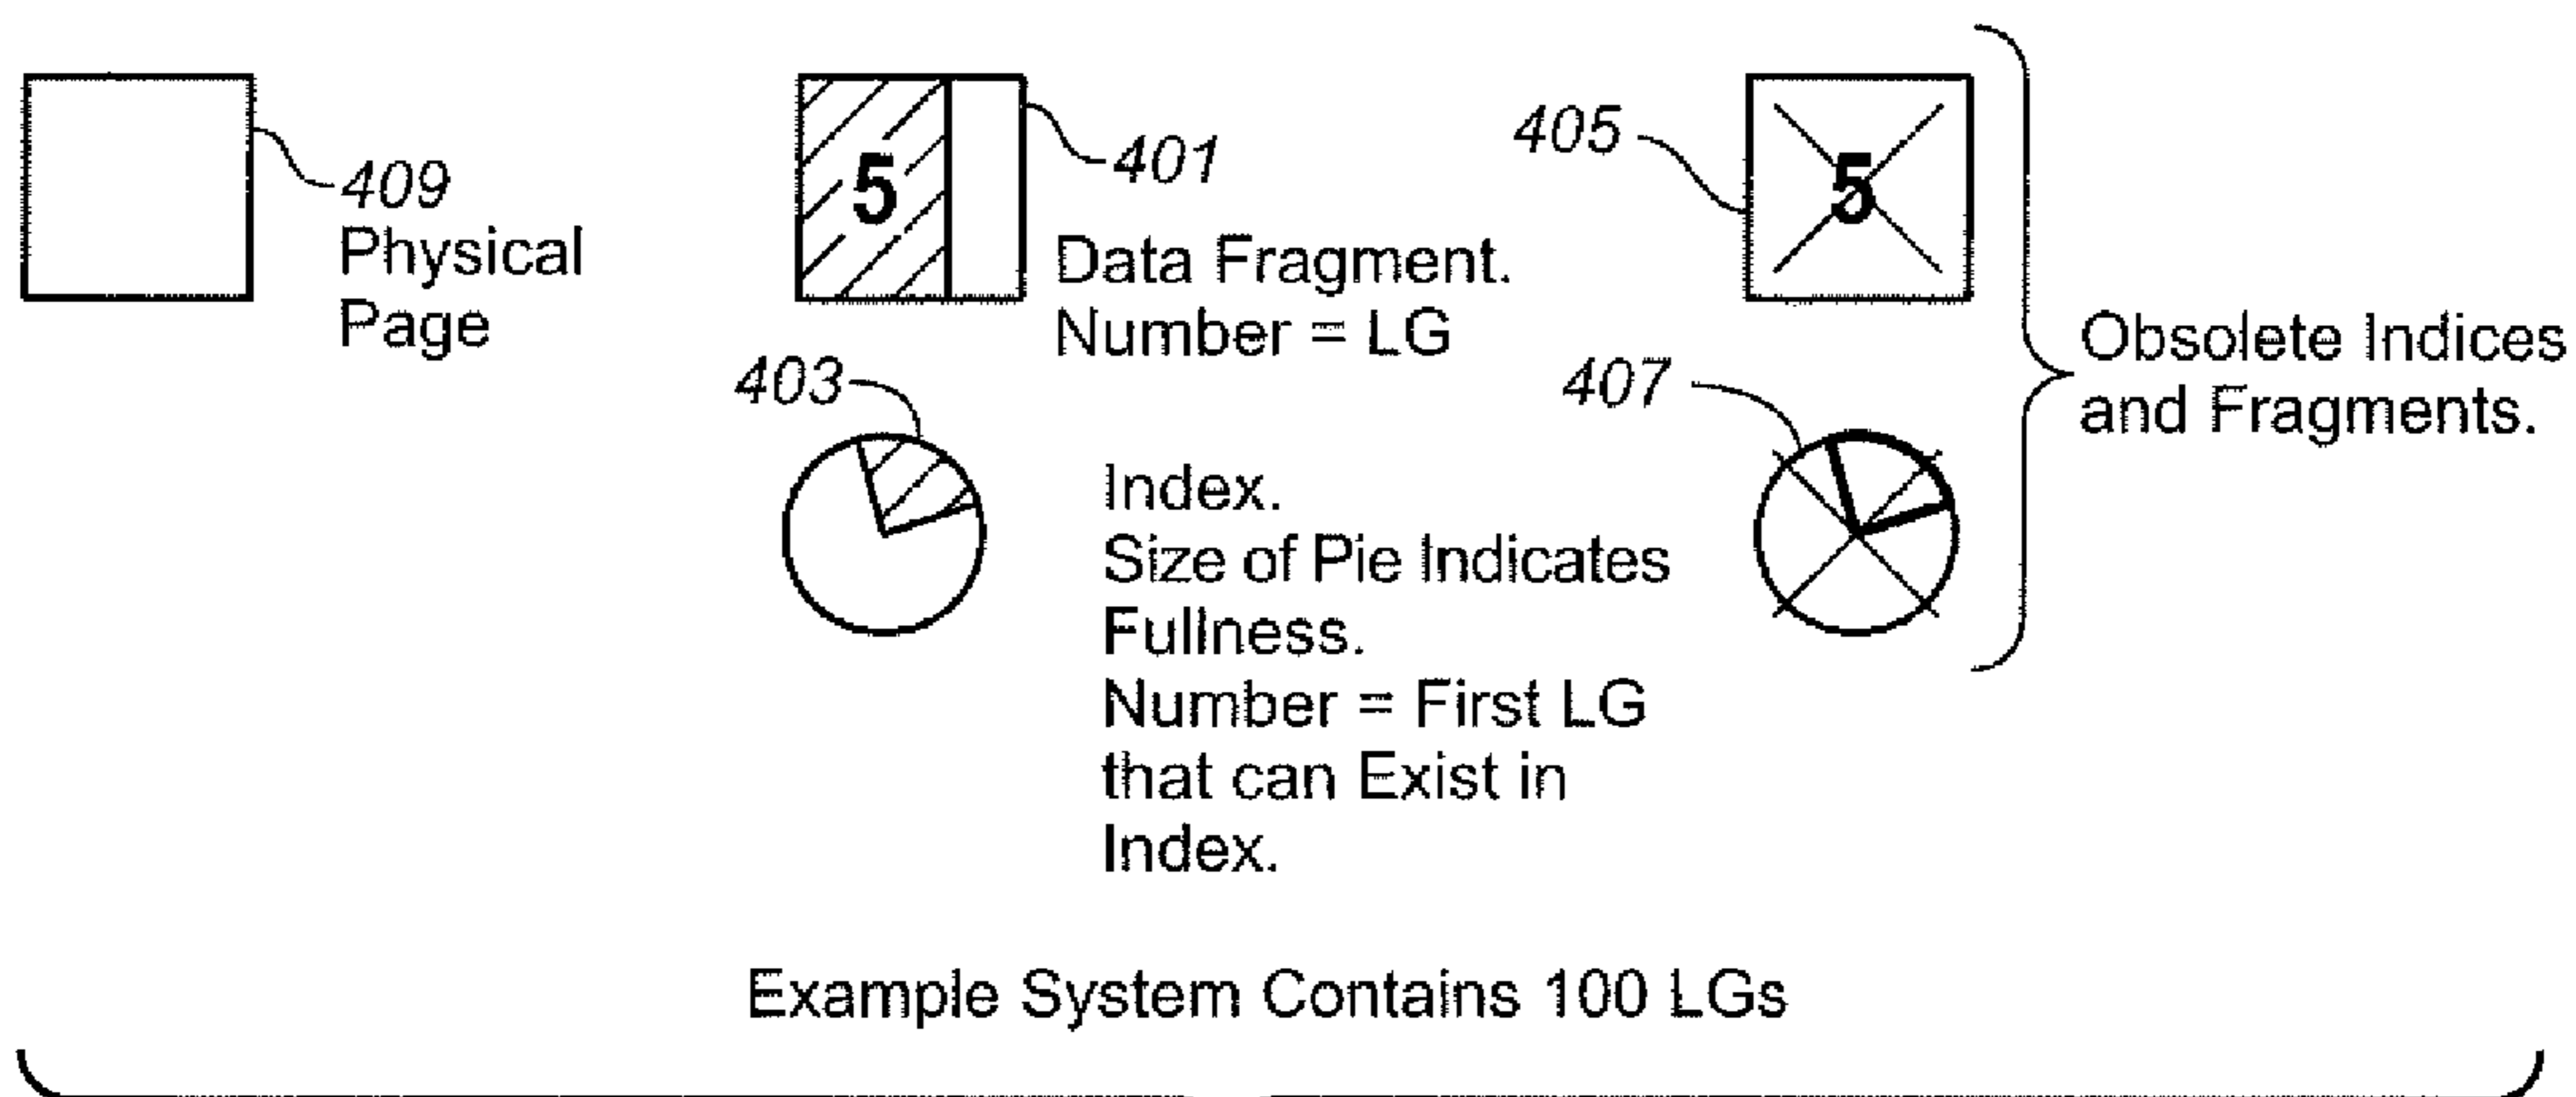 409
Physical
Page
5
401
Data Fragment.
Number = LG
405
5
403
Index.
Size of Pie Indicates
Fullness.
Number = First LG
that can Exist in
Index.
407
Obsolete Indices
and Fragments.
Example System Contains 100 LGs